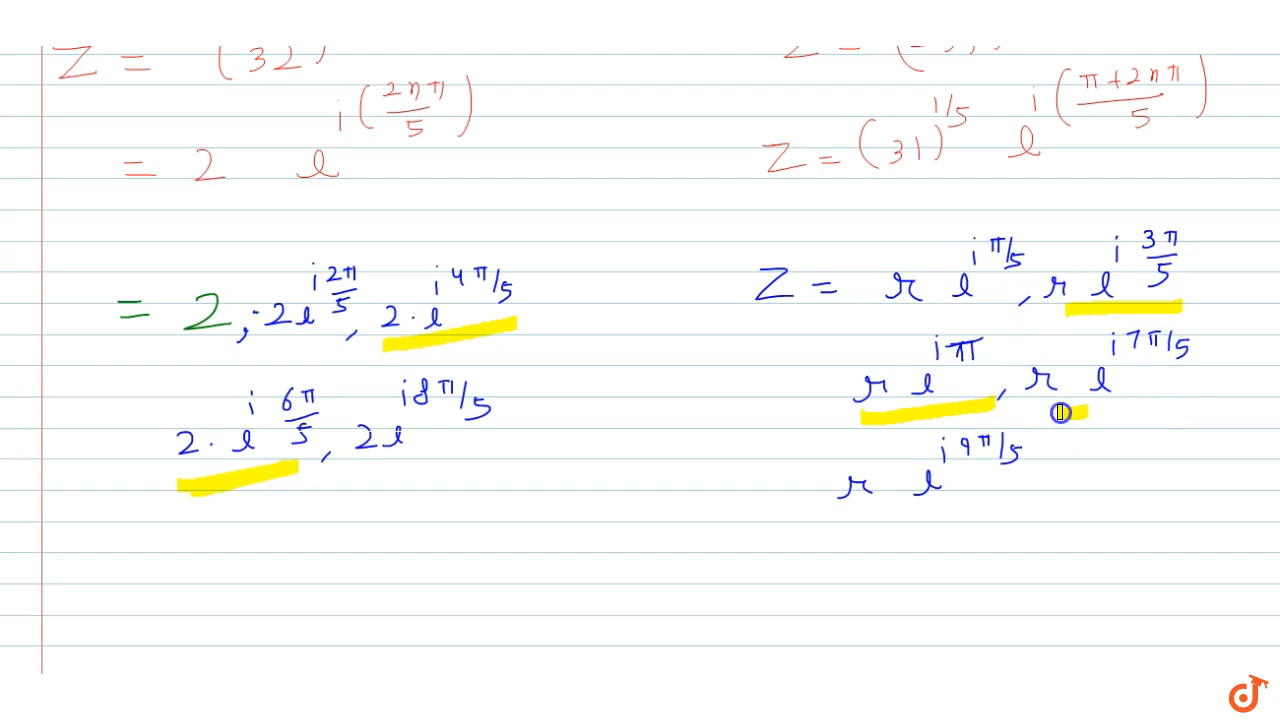 Z = (32)
= 2 e^{i(2nπ/5)}
= 2, 2e^{i2π/5}, 2·e^{i4π/5}
2·e^{i6π/5}, 2e^{i8π/5}
Z = (31)^{1/5} e^{i(π+2nπ/5)}
Z = r e^{iπ/5}, r e^{i3π/5}
r e^{iπ}, r e^{i7π/5}
r e^{i9π/5}